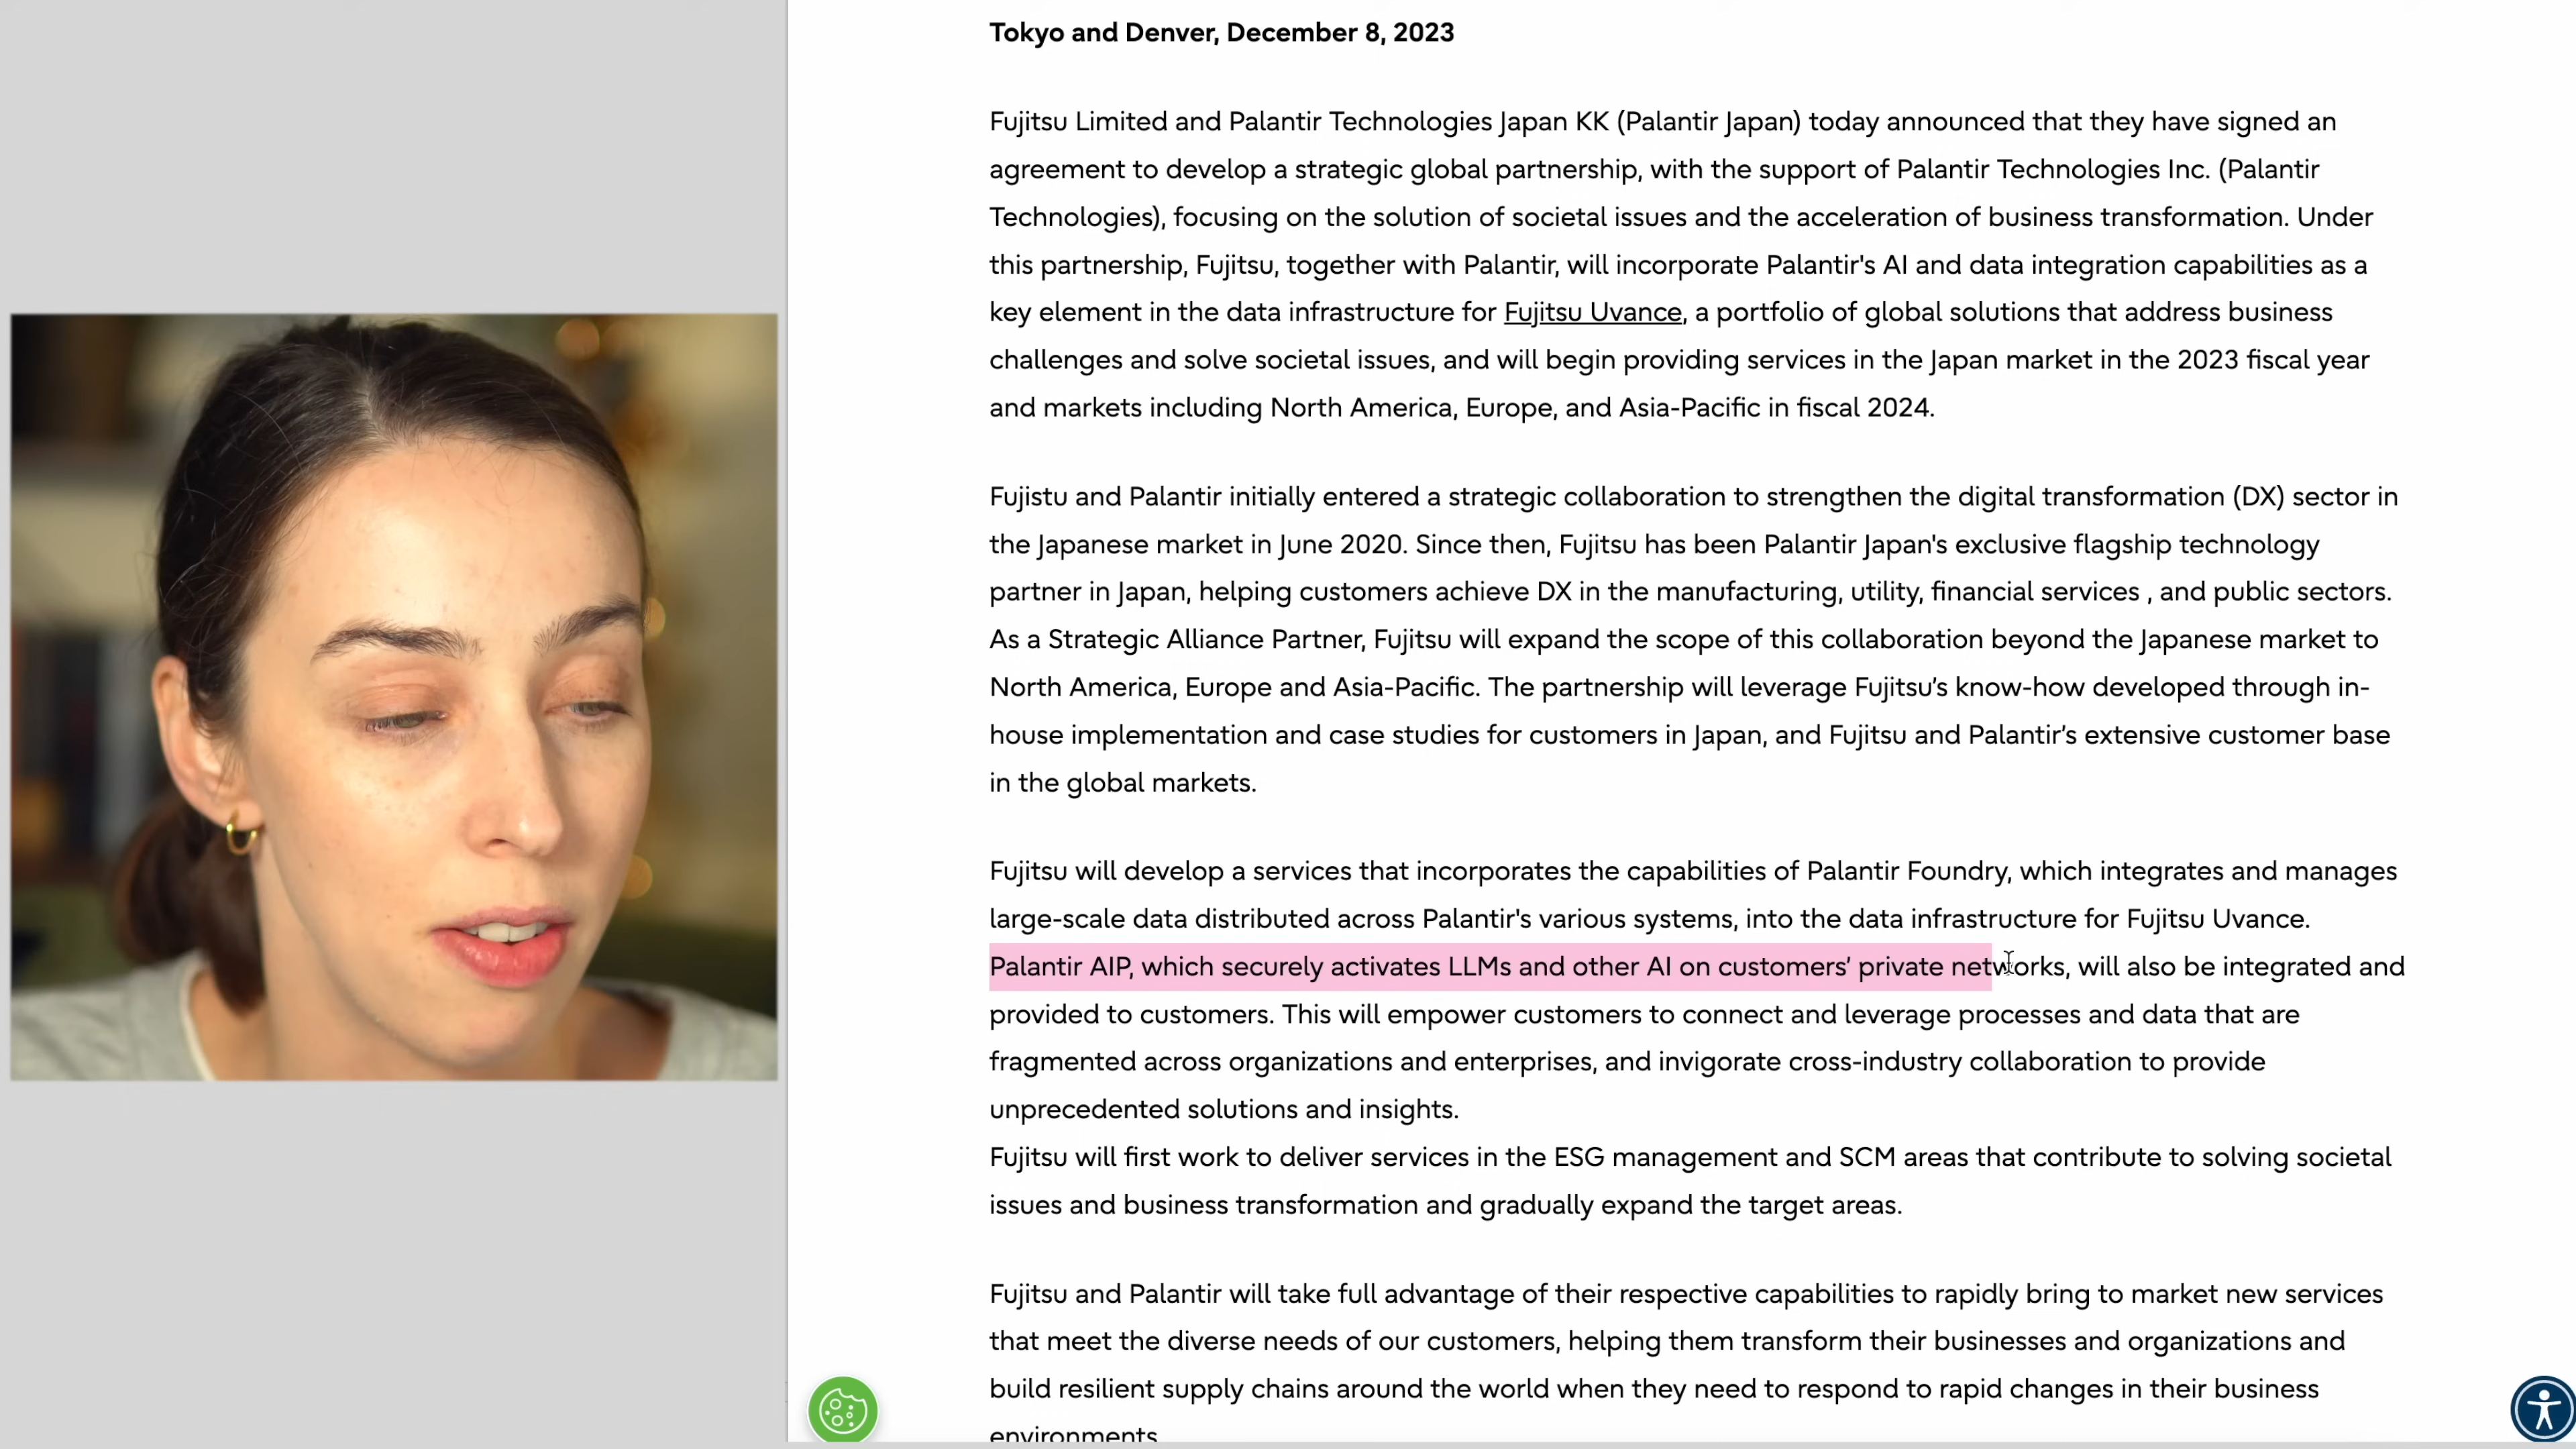 Tokyo and Denver, December 8, 2023
Fujitsu Limited and Palantir Technologies Japan KK (Palantir Japan) today announced that they have signed an
agreement to develop a strategic global partnership, with the support of Palantir Technologies Inc. (Palantir
Technologies), focusing on the solution of societal issues and the acceleration of business transformation. Under
this partnership, Fujitsu, together with Palantir, will incorporate Palantir's AI and data integration capabilities as a
key element in the data infrastructure for Fujitsu Uvance, a portfolio of global solutions that address business
challenges and solve societal issues, and will begin providing services in the Japan market in the 2023 fiscal year
and markets including North America, Europe, and Asia-Pacific in fiscal 2024.
Fujistu and Palantir initially entered a strategic collaboration to strengthen the digital transformation (DX) sector in
the Japanese market in June 2020. Since then, Fujitsu has been Palantir Japan's exclusive flagship technology
partner in Japan, helping customers achieve DX in the manufacturing, utility, financial services , and public sectors.
As a Strategic Alliance Partner, Fujitsu will expand the scope of this collaboration beyond the Japanese market to
North America, Europe and Asia-Pacific. The partnership will leverage Fujitsu’s know-how developed through in-
house implementation and case studies for customers in Japan, and Fujitsu and Palantir’s extensive customer base
in the global markets.
Fujitsu will develop a services that incorporates the capabilities of Palantir Foundry, which integrates and manages
large-scale data distributed across Palantir's various systems, into the data infrastructure for Fujitsu Uvance.
Palantir AIP, which securely activates LLMs and other AI on customers’ private networks, will also be integrated and
provided to customers. This will empower customers to connect and leverage processes and data that are
fragmented across organizations and enterprises, and invigorate cross-industry collaboration to provide
unprecedented solutions and insights.
Fujitsu will first work to deliver services in the ESG management and SCM areas that contribute to solving societal
issues and business transformation and gradually expand the target areas.
Fujitsu and Palantir will take full advantage of their respective capabilities to rapidly bring to market new services
that meet the diverse needs of our customers, helping them transform their businesses and organizations and
build resilient supply chains around the world when they need to respond to rapid changes in their business
environments